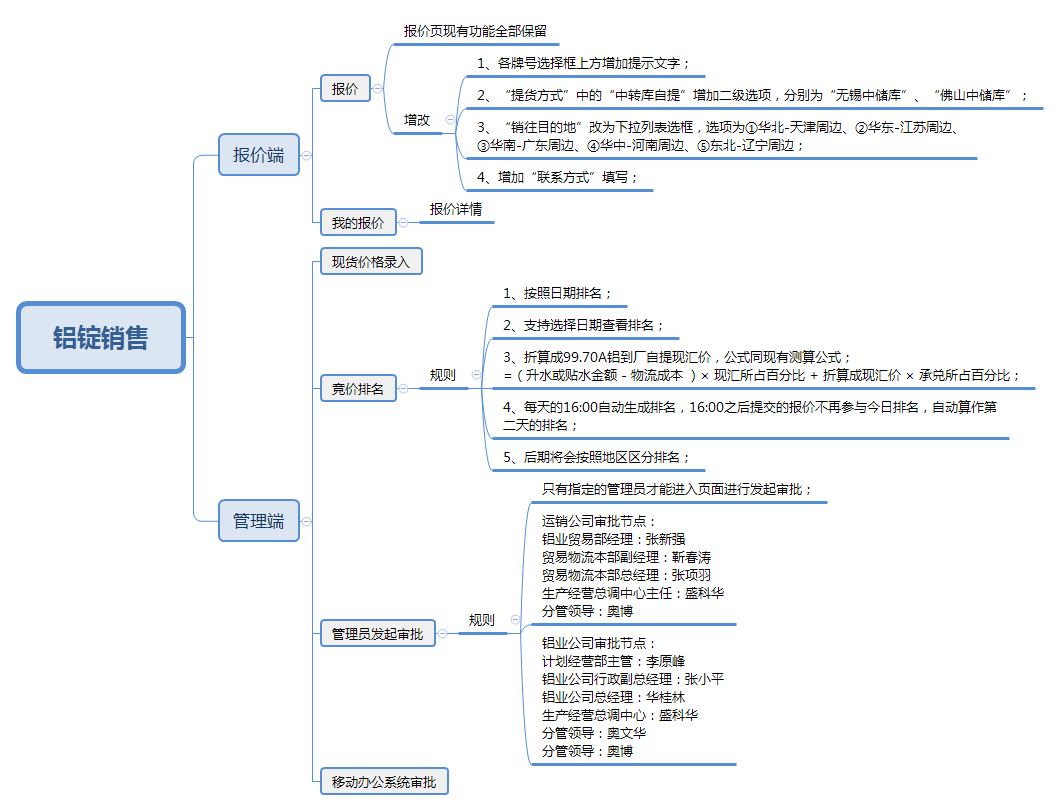 铝锭销售
报价端
报价
报价页现有功能全部保留
增改
1、各牌号选择框上方增加提示文字；
2、“提货方式”中的“中转库自提”增加二级选项，分别为“无锡中储库”、“佛山中储库”；
3、“销往目的地”改为下拉列表选框，选项为①华北-天津周边、②华东-江苏周边、
③华南-广东周边、④华中-河南周边、⑤东北-辽宁周边；
4、增加“联系方式”填写；
我的报价
报价详情
管理端
现货价格录入
竞价排名
规则
1、按照日期排名；
2、支持选择日期查看排名；
3、折算成99.70A铝到厂自提现汇价，公式同现有测算公式；
=（升水或贴水金额 - 物流成本 ）× 现汇所占百分比 + 折算成现汇价 × 承兑所占百分比；
4、每天的16:00自动生成排名，16:00之后提交的报价不再参与今日排名，自动算作第
二天的排名；
5、后期将会按照地区区分排名；
管理员发起审批
规则
只有指定的管理员才能进入页面进行发起审批；
运销公司审批节点：
铝业贸易部经理：张新强
贸易物流本部副经理：靳春涛
贸易物流本部总经理：张项羽
生产经营总调中心主任：盛科华
分管领导：奥博
铝业公司审批节点：
计划经营部主管：李原峰
铝业公司行政副总经理：张小平
铝业公司总经理：华桂林
生产经营总调中心：盛科华
分管领导：奥文华
分管领导：奥博
移动办公系统审批